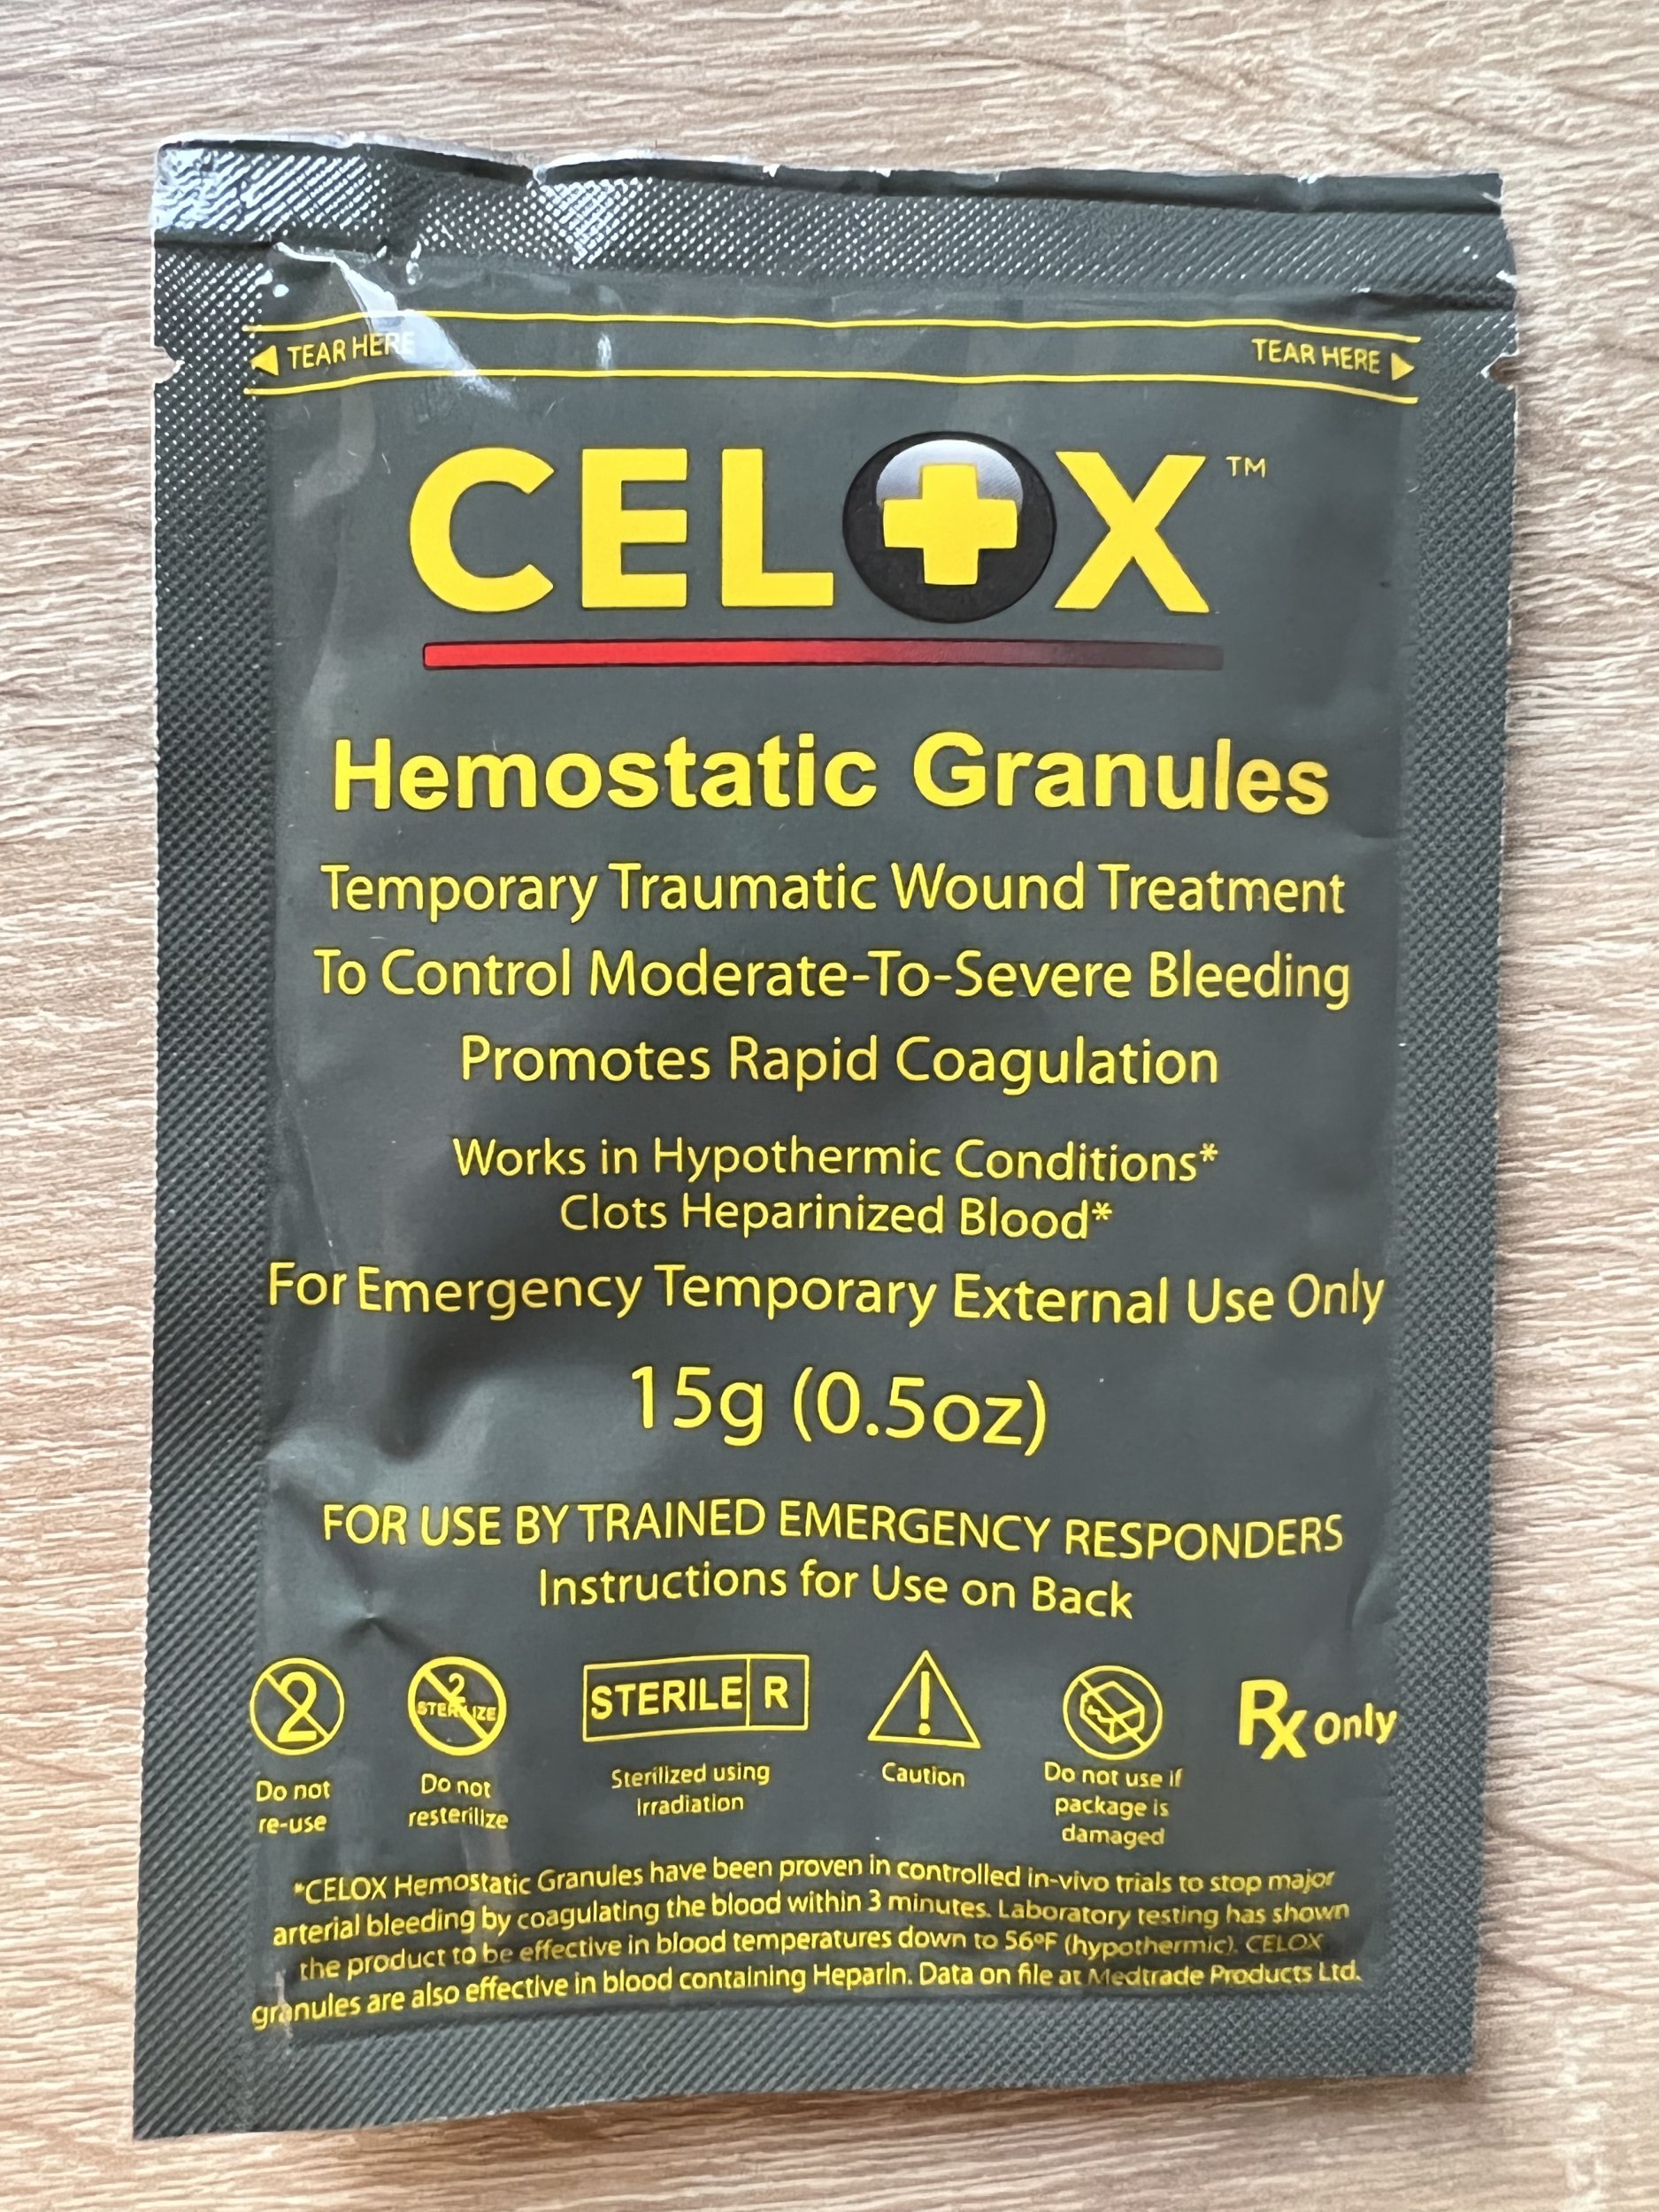 TEAR HERE TEAR HERE
CELOX™
Hemostatic Granules
Temporary Traumatic Wound Treatment
To Control Moderate-To-Severe Bleeding
Promotes Rapid Coagulation
Works in Hypothermic Conditions*
Clots Heparinized Blood*
For Emergency Temporary External Use Only
15g (0.5oz)
FOR USE BY TRAINED EMERGENCY RESPONDERS
Instructions for Use on Back
2
2
STERILIZE
STERILE R
!
Rx Only
Do not
re-use
Do not
resterilize
Sterilized using
irradiation
Caution
Do not use if
package is
damaged
*CELOX Hemostatic Granules have been proven in controlled in-vivo trials to stop major
arterial bleeding by coagulating the blood within 3 minutes. Laboratory testing has shown
the product to be effective in blood temperatures down to 56ºF (hypothermic). CELOX
granules are also effective in blood containing Heparin. Data on file at Medtrade Products Ltd.